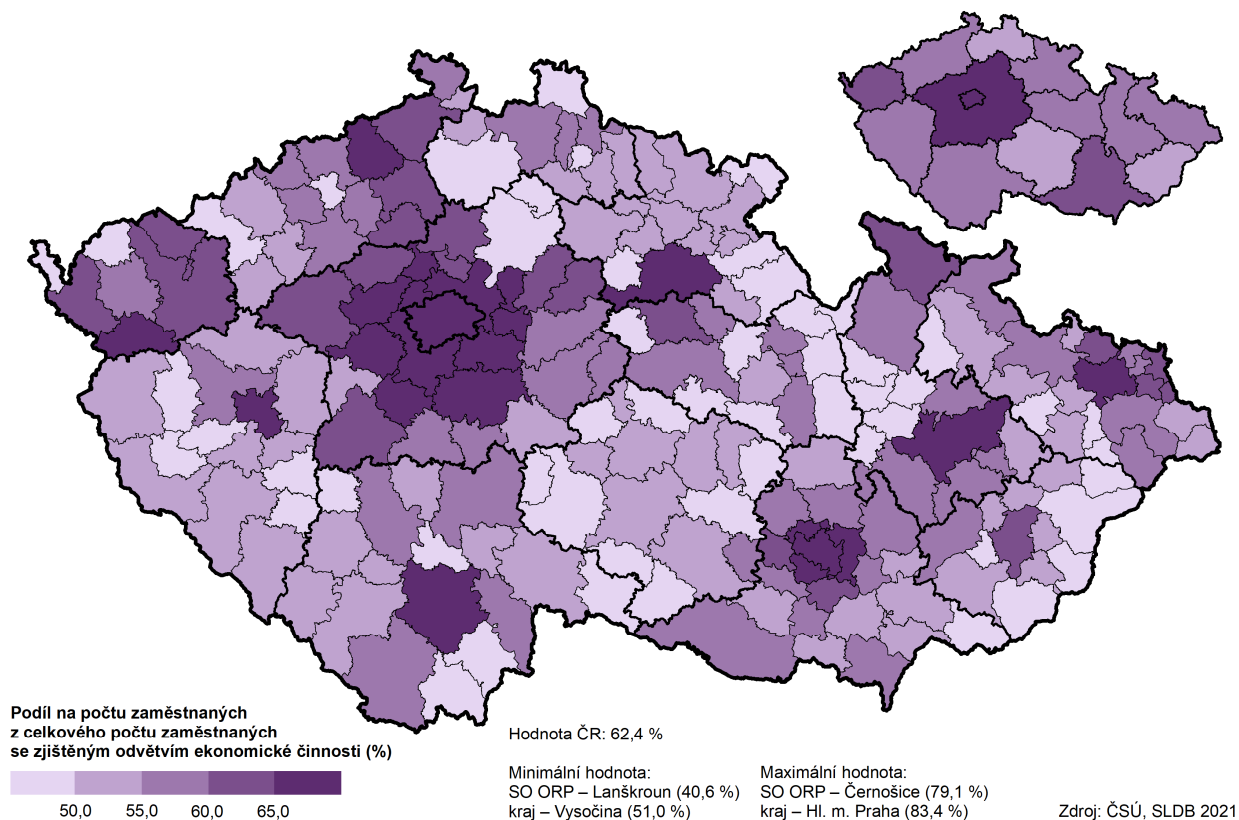 Podíl na počtu zaměstnaných
z celkového počtu zaměstnaných
se zjištěným odvětvím ekonomické činnosti (%)
50,0 55,0 60,0 65,0
Hodnota ČR: 62,4 %
Minimální hodnota:
SO ORP – Lanškroun (40,6 %)
kraj – Vysočina (51,0 %)
Maximální hodnota:
SO ORP – Černošice (79,1 %)
kraj – Hl. m. Praha (83,4 %)
Zdroj: ČSÚ, SLDB 2021